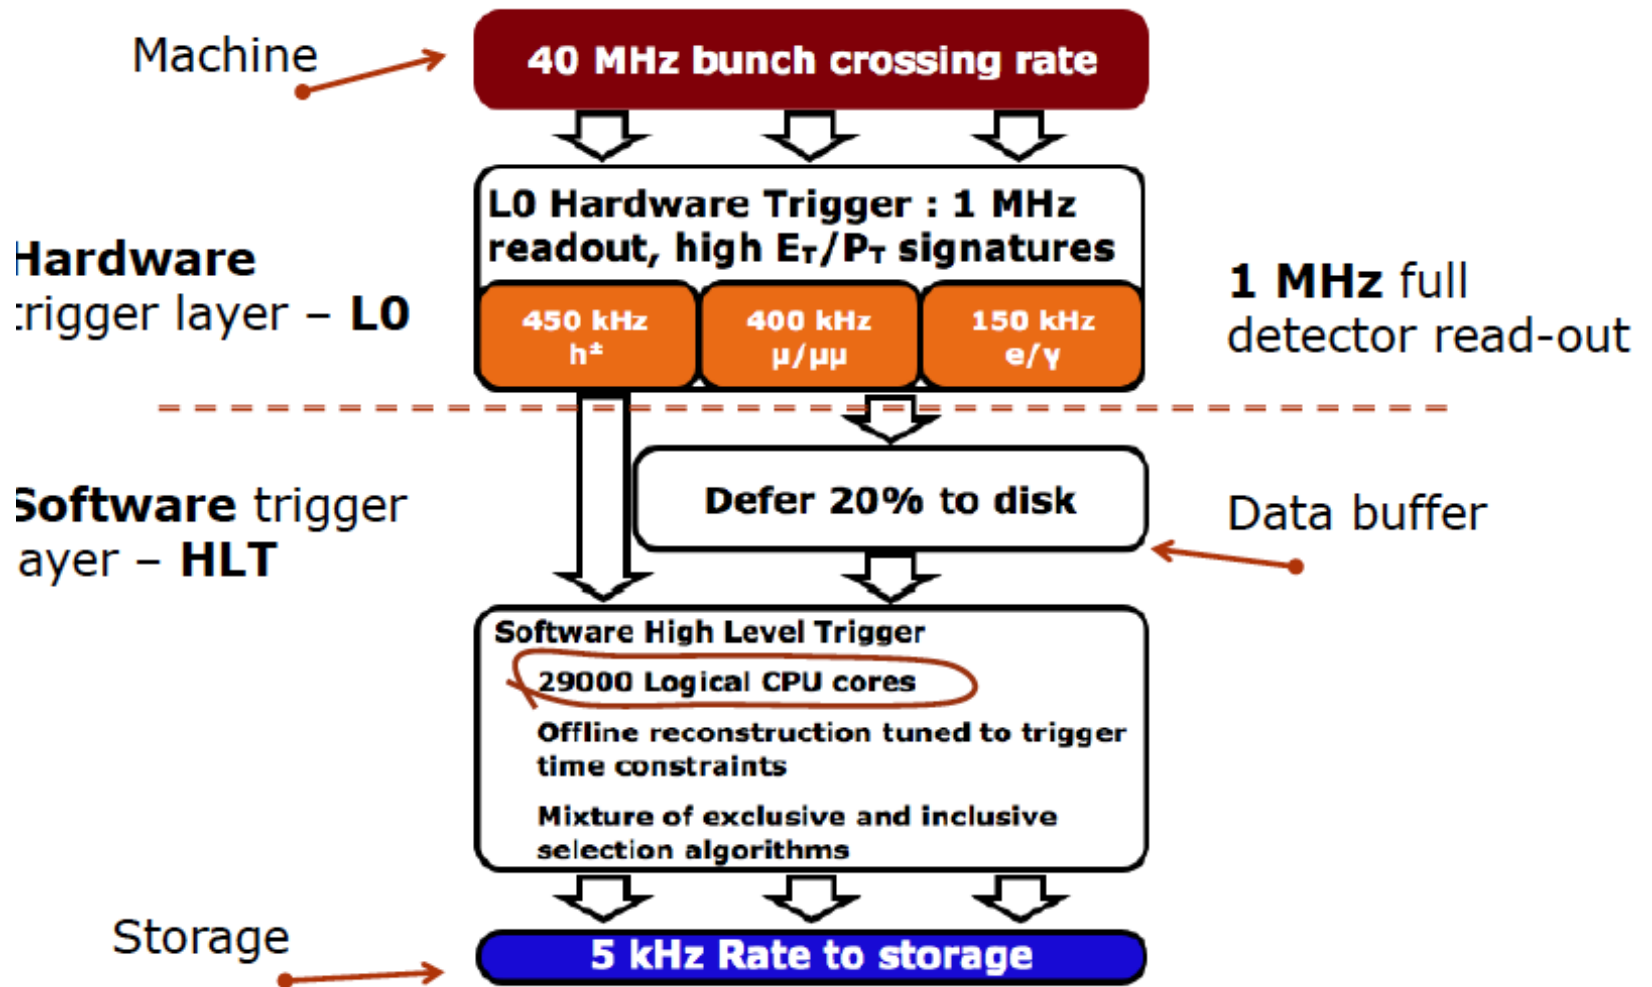 Machine
40 MHz bunch crossing rate
L0 Hardware Trigger : 1 MHz
readout, high ET/PT signatures
Hardware
trigger layer – L0
450 kHz
h±
400 kHz
μ/μμ
150 kHz
e/γ
1 MHz full
detector read-out
Software trigger
layer – HLT
Defer 20% to disk
Data buffer
Software High Level Trigger
29000 Logical CPU cores
Offline reconstruction tuned to trigger
time constraints
Mixture of exclusive and inclusive
selection algorithms
Storage
5 kHz Rate to storage